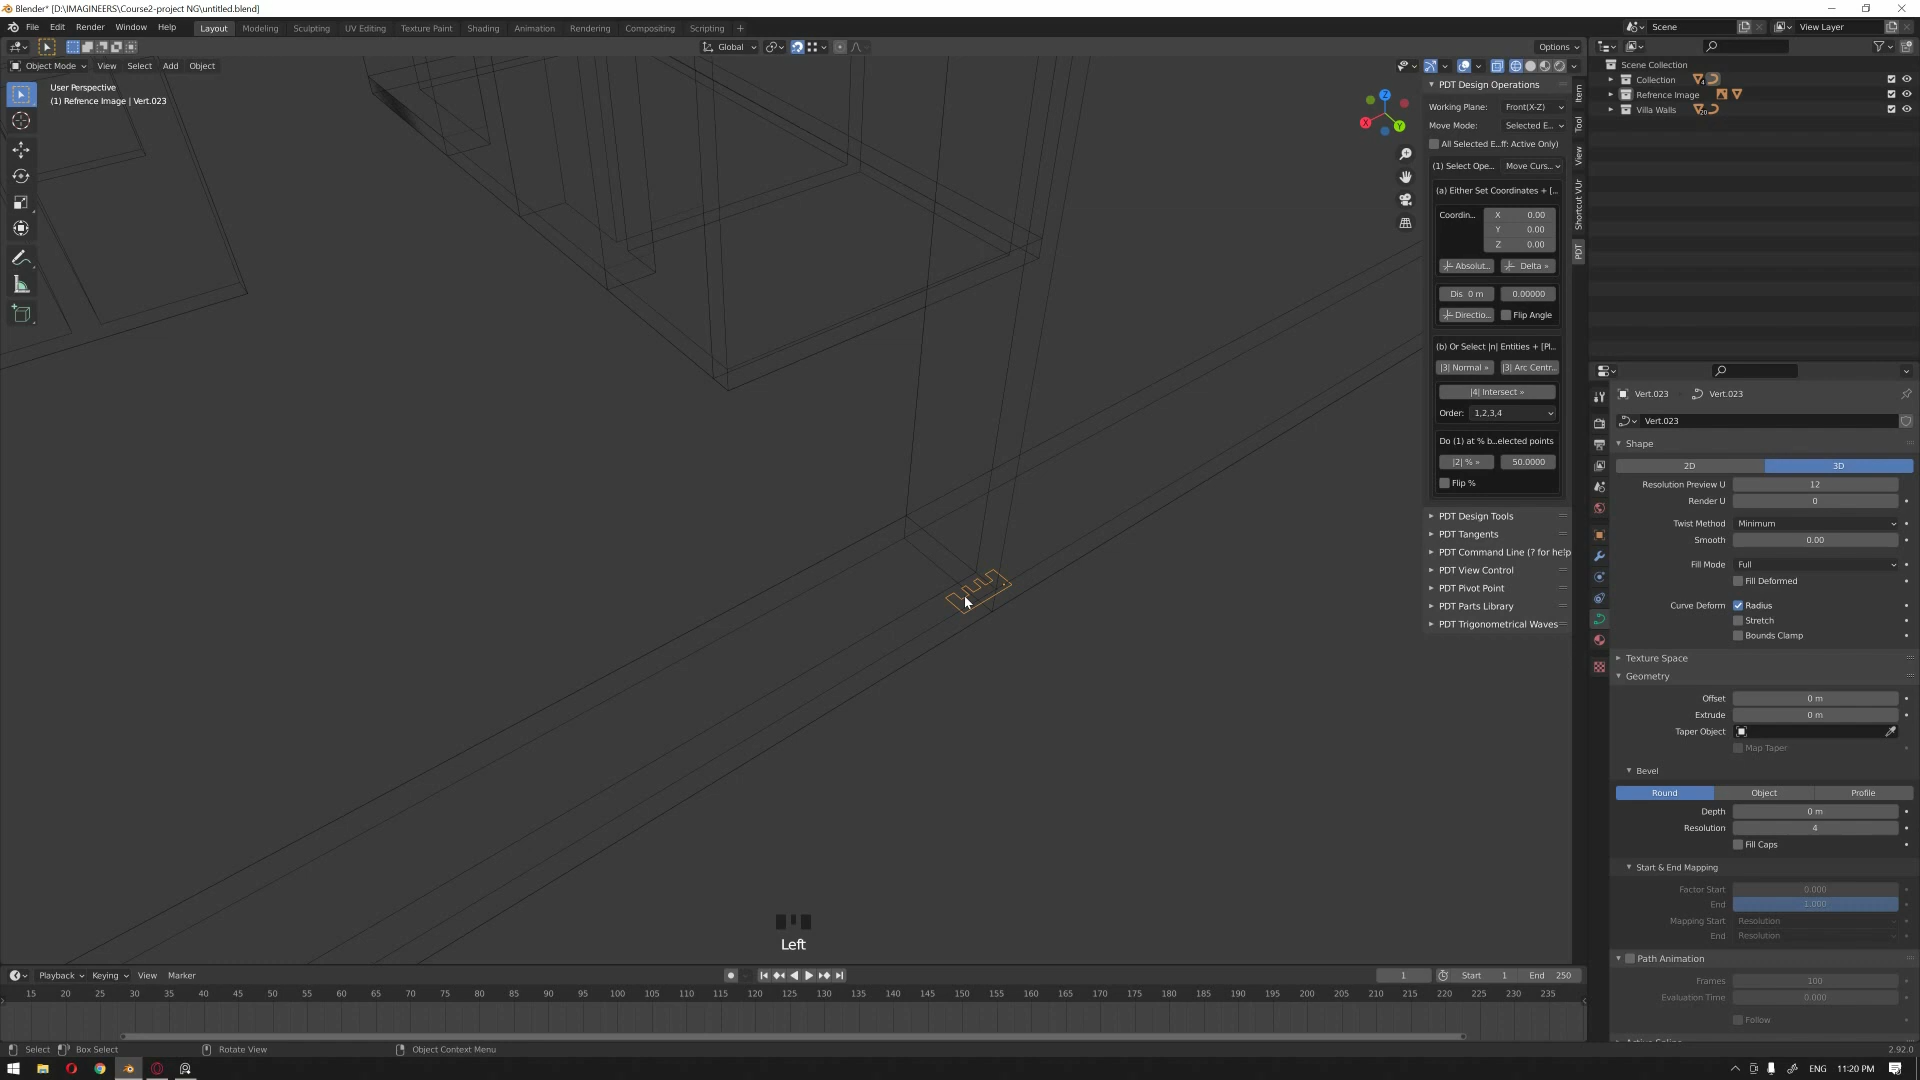 Blender* [D:\IMAGINEERS\Course2-project NG\untitled.blend]
File Edit Render Window Help Layout Modeling Sculpting UV Editing Texture Paint Shading Animation Rendering Compositing Scripting + Scene View Layer
Global Options
Object Mode View Select Add Object
User Perspective
(1) Refrence Image | Vert.023
X Y Z
PDT Design Operations
Working Plane: Front(X-Z)
Move Mode: Selected E...
All Selected E...ff: Active Only)
(1) Select Ope... Move Curs...
(a) Either Set Coordinates + [...
Coordin... X 0.00
Y 0.00
Z 0.00
Absolut... Delta »
Dis 0 m 0.00000
Directio... Flip Angle
(b) Or Select |n| Entities + [Pl...
|3| Normal » |3| Arc Centr...
|4| Intersect »
Order: 1,2,3,4
Do (1) at % b...elected points
|2| % » 50.0000
Flip %
PDT Design Tools
PDT Tangents
PDT Command Line (? for help
PDT View Control
PDT Pivot Point
PDT Parts Library
PDT Trigonometrical Waves
Item
Tool
View
Shortcut VUr
PDT
Scene Collection
Collection 4
Refrence Image
Villa Walls 20
Vert.023 Vert.023
Vert.023
Shape
2D 3D
Resolution Preview U 12
Render U 0
Twist Method Minimum
Smooth 0.00
Fill Mode Full
Fill Deformed
Curve Deform Radius
Stretch
Bounds Clamp
Texture Space
Geometry
Offset 0 m
Extrude 0 m
Taper Object
Map Taper
Bevel
Round Object Profile
Depth 0 m
Resolution 4
Fill Caps
Start & End Mapping
Factor Start 0.000
End 1.000
Mapping Start Resolution
End Resolution
Path Animation
Frames 100
Evaluation Time 0.000
Follow
Left
Playback Keying View Marker 1 Start 1 End 250
15 20 25 30 35 40 45 50 55 60 65 70 75 80 85 90 95 100 105 110 115 120 125 130 135 140 145 150 155 160 165 170 175 180 185 190 195 200 205 210 215 220 225 230 235
Select Box Select Rotate View Object Context Menu 2.92.0
ENG 11:20 PM